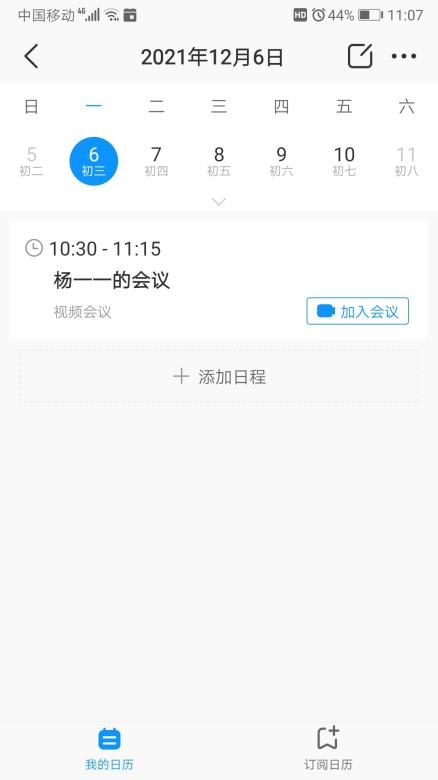 中国移动 4G HD 44% 11:07
2021年12月6日
日 一 二 三 四 五 六
5 6 7 8 9 10 11
初二 初三 初四 初五 初六 初七 初八
10:30 - 11:15
杨一一的会议
视频会议 加入会议
添加日程
我的日历 订阅日历